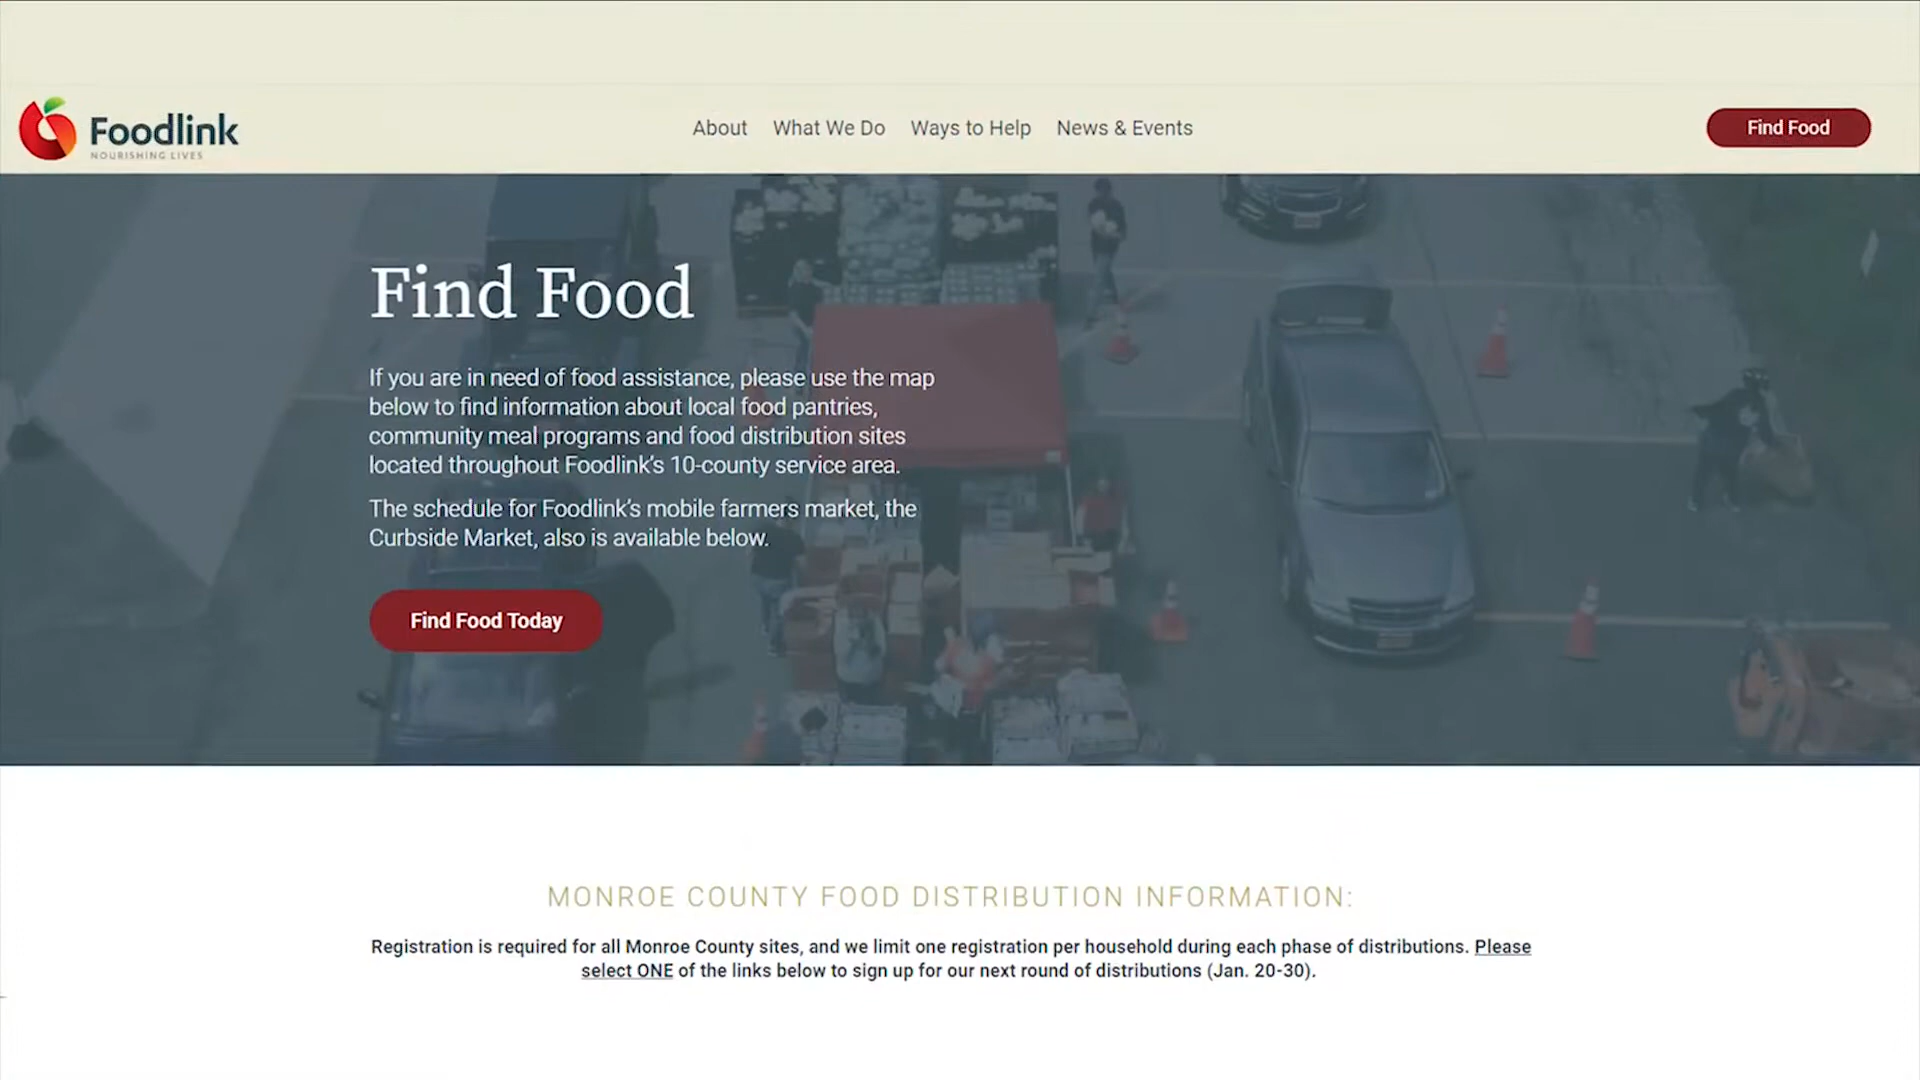 Foodlink
NOURISHING LIVES
About
What We Do
Ways to Help
News & Events
Find Food
Find Food
If you are in need of food assistance, please use the map
below to find information about local food pantries,
community meal programs and food distribution sites
located throughout Foodlink’s 10-county service area.
The schedule for Foodlink’s mobile farmers market, the
Curbside Market, also is available below.
Find Food Today
MONROE COUNTY FOOD DISTRIBUTION INFORMATION:
Registration is required for all Monroe County sites, and we limit one registration per household during each phase of distributions. Please
select ONE of the links below to sign up for our next round of distributions (Jan. 20-30).